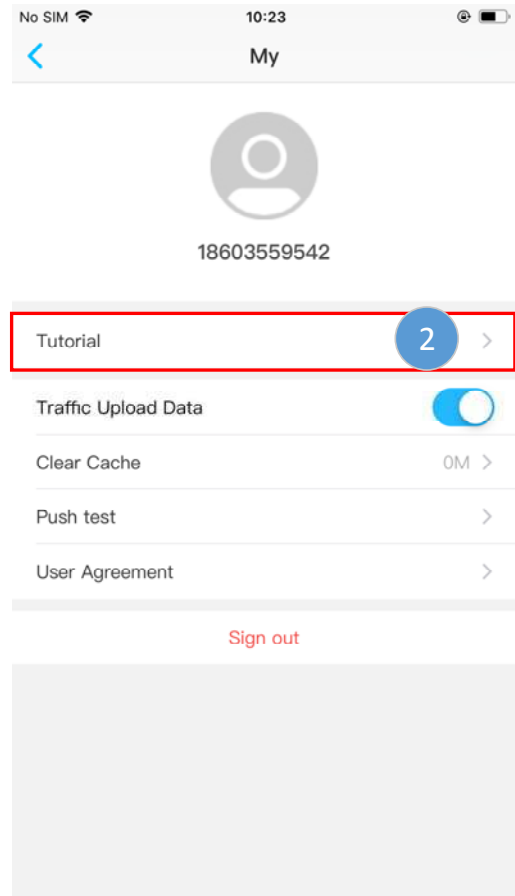 No SIM 10:23
My
18603559542
Tutorial 2
Traffic Upload Data
Clear Cache 0M
Push test
User Agreement
Sign out